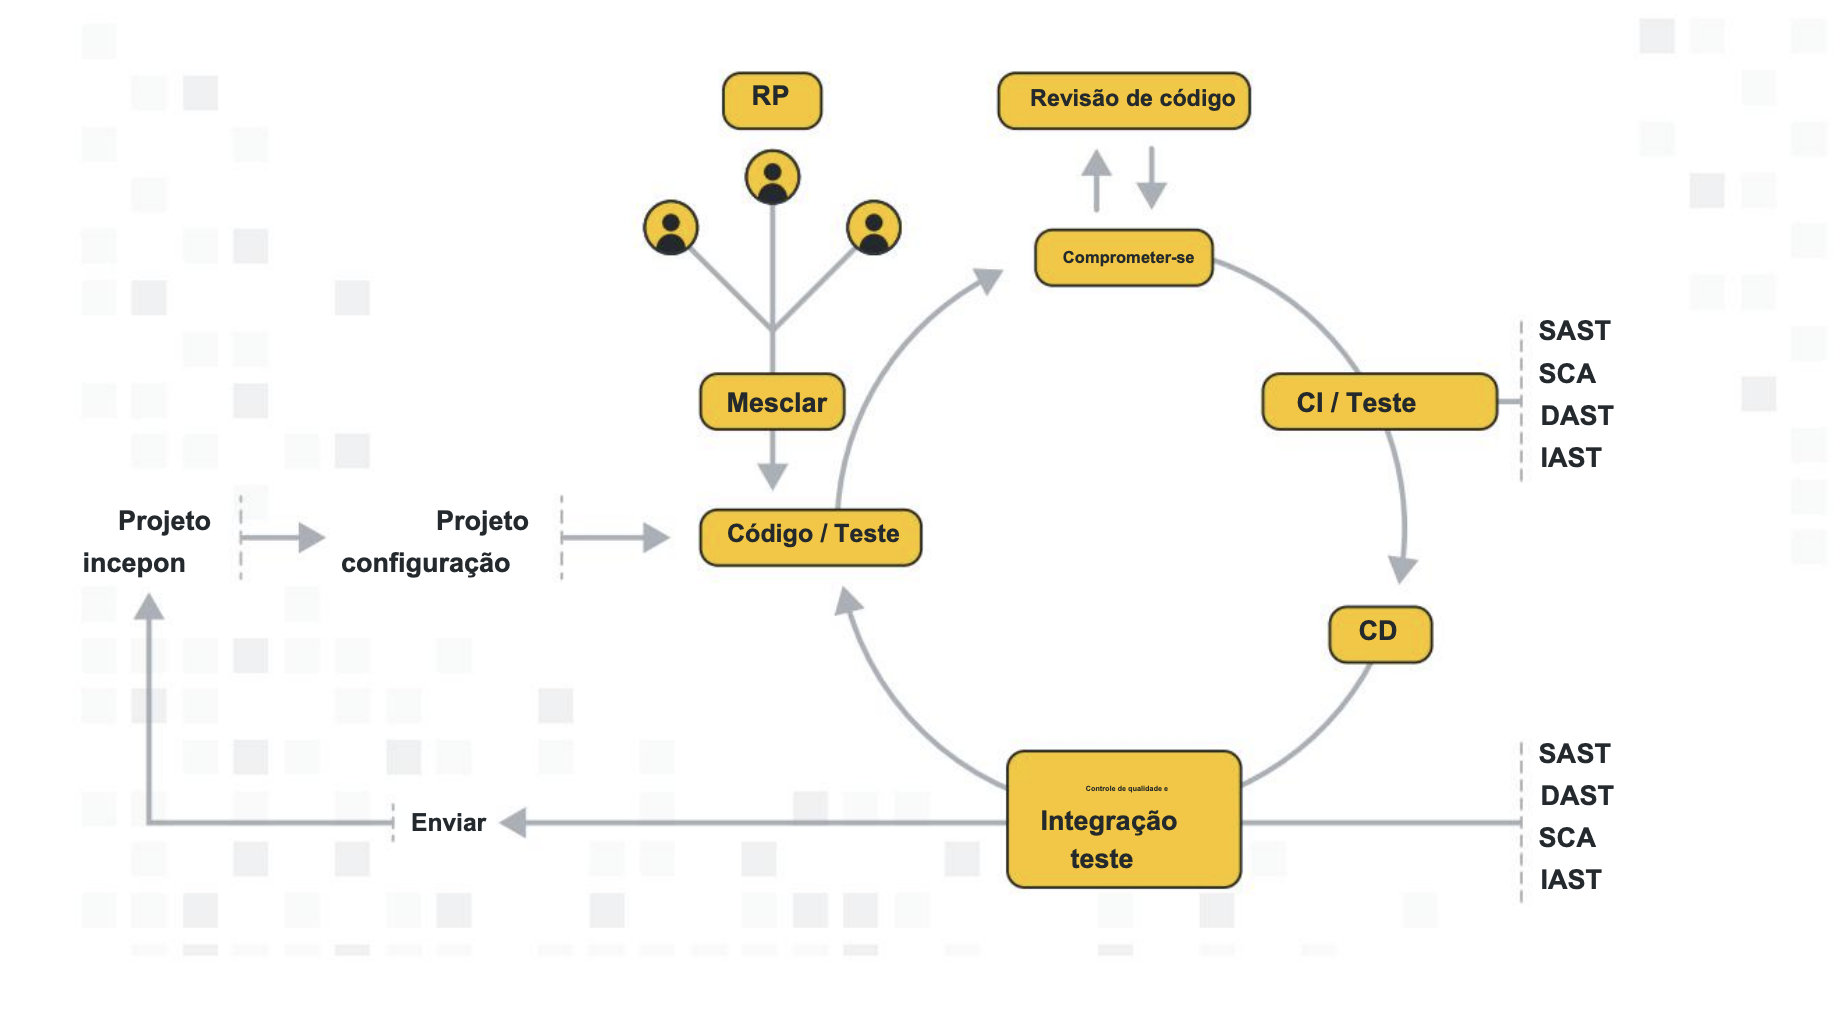 RP
Revisão de código
Comprometer-se
SAST
SCA
DAST
IAST
CI / Teste
Mesclar
Projeto
incepon
Projeto
configuração
Código / Teste
CD
Controle de qualidade e
Integração
teste
Enviar
SAST
DAST
SCA
IAST